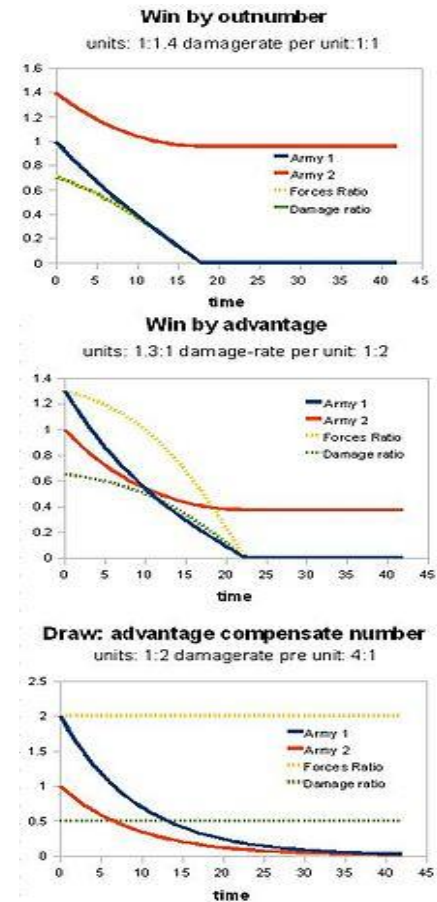 Win by outnumber
units: 1:1.4 damagerate per unit:1:1
1.6
1.4
1.2
1
0.8
0.6
0.4
0.2
0
Army 1
Army 2
Forces Ratio
Damage ratio
0 5 10 15 20 25 30 35 40 45
time
Win by advantage
units: 1.3:1 damage-rate per unit: 1:2
1.4
1.2
1
0.8
0.6
0.4
0.2
0
Army 1
Army 2
Forces Ratio
Damage ratio
0 5 10 15 20 25 30 35 40 45
time
Draw: advantage compensate number
units: 1:2 damagerate pre unit: 4:1
2.5
2
1.5
1
0.5
0
Army 1
Army 2
Forces Ratio
Damage ratio
0 5 10 15 20 25 30 35 40 45
time